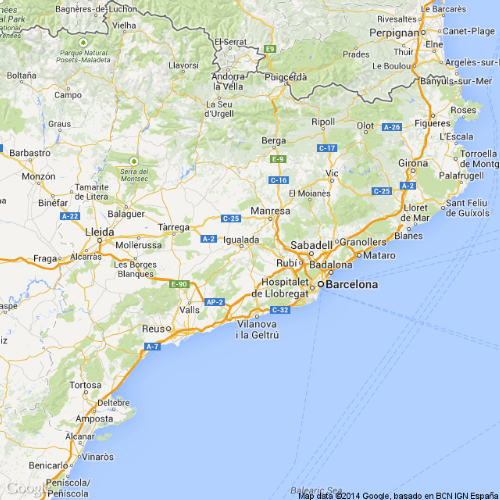 Bagnères-de-Luchon
Vielha
Le Barcarès
Rivesaltes
Canet-Plage
Perpignan
El Serrat
Parque Natural
Posets-Maladeta
E9
Prades
Elne
Thuir
Llavorsí
Andorra
la Vella
Puigcerdà
Le Boulou
Argelès-sur-
Boltaña
Banyuls-sur-Mer
Campo
La Seu
d'Urgell
Roses
Graus
Ripoll
Olot
A-26
Figueres
Berga
C-17
L'Escala
Barbastro
E-9
Serra del
Montsec
Vic
Girona
Torroella
de Montg
Monzón
C-16
A-2
Palafrugell
Tamarite
de Litera
El Moianès
C-25
Binéfar
Balaguer
Manresa
Lloret
de Mar
Sant Feliu
de Guíxols
A-22
C-25
Lleida
Tàrrega
A-2
Igualada
Sabadell
Granollers
Blanes
Mollerussa
Mataro
Fraga
Alcarràs
Les Borges
Blanques
Rubí
Badalona
E-90
Hospitalet
de Llobregat
Barcelona
AP-2
Valls
C-32
Reus
Vilanova
i la Geltrú
A-7
Tortosa
Deltebre
Amposta
Alcanar
Vinaròs
Benicarlo
Peníscola/
Peñíscola
Google
Balearic Sea
Map data ©2014 Google, basado en BCN IGN España